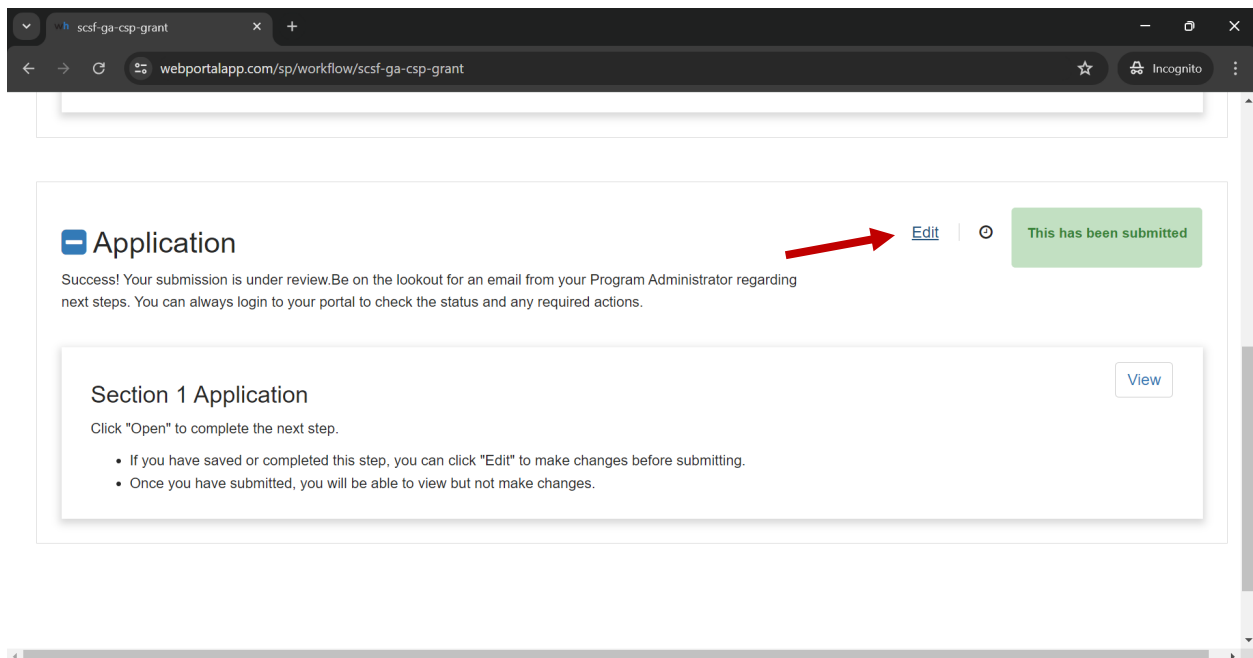 wh scsf-ga-csp-grant
webportalapp.com/sp/workflow/scsf-ga-csp-grant
Incognito
Application
Edit
This has been submitted
Success! Your submission is under review.Be on the lookout for an email from your Program Administrator regarding
next steps. You can always login to your portal to check the status and any required actions.
Section 1 Application
View
Click "Open" to complete the next step.
• If you have saved or completed this step, you can click "Edit" to make changes before submitting.
• Once you have submitted, you will be able to view but not make changes.